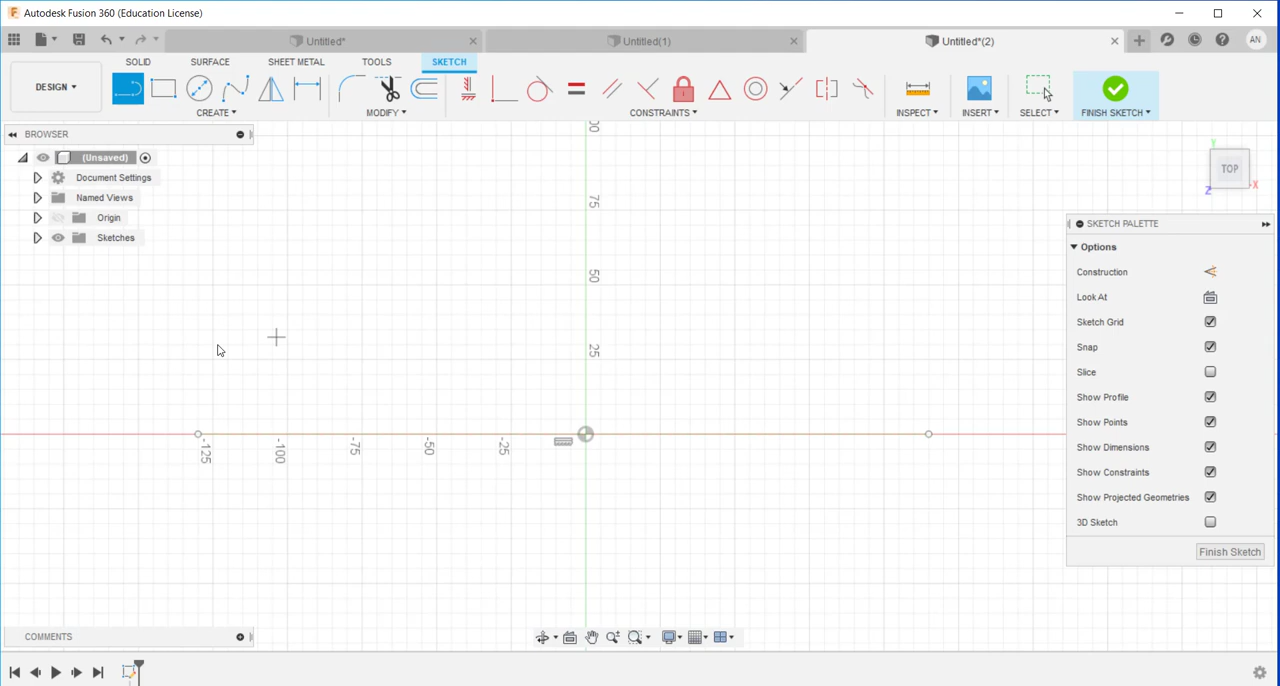 Autodesk Fusion 360 (Education License)
Untitled*
Untitled(1)
Untitled*(2)
AN
SOLID
SURFACE
SHEET METAL
TOOLS
SKETCH
DESIGN
CREATE
MODIFY
CONSTRAINTS
INSPECT
INSERT
SELECT
FINISH SKETCH
BROWSER
(Unsaved)
Document Settings
Named Views
Origin
Sketches
75
50
25
-125
-100
-75
-50
-25
Y
TOP
X
Z
SKETCH PALETTE
Options
Construction
Look At
Sketch Grid
Snap
Slice
Show Profile
Show Points
Show Dimensions
Show Constraints
Show Projected Geometries
3D Sketch
Finish Sketch
COMMENTS